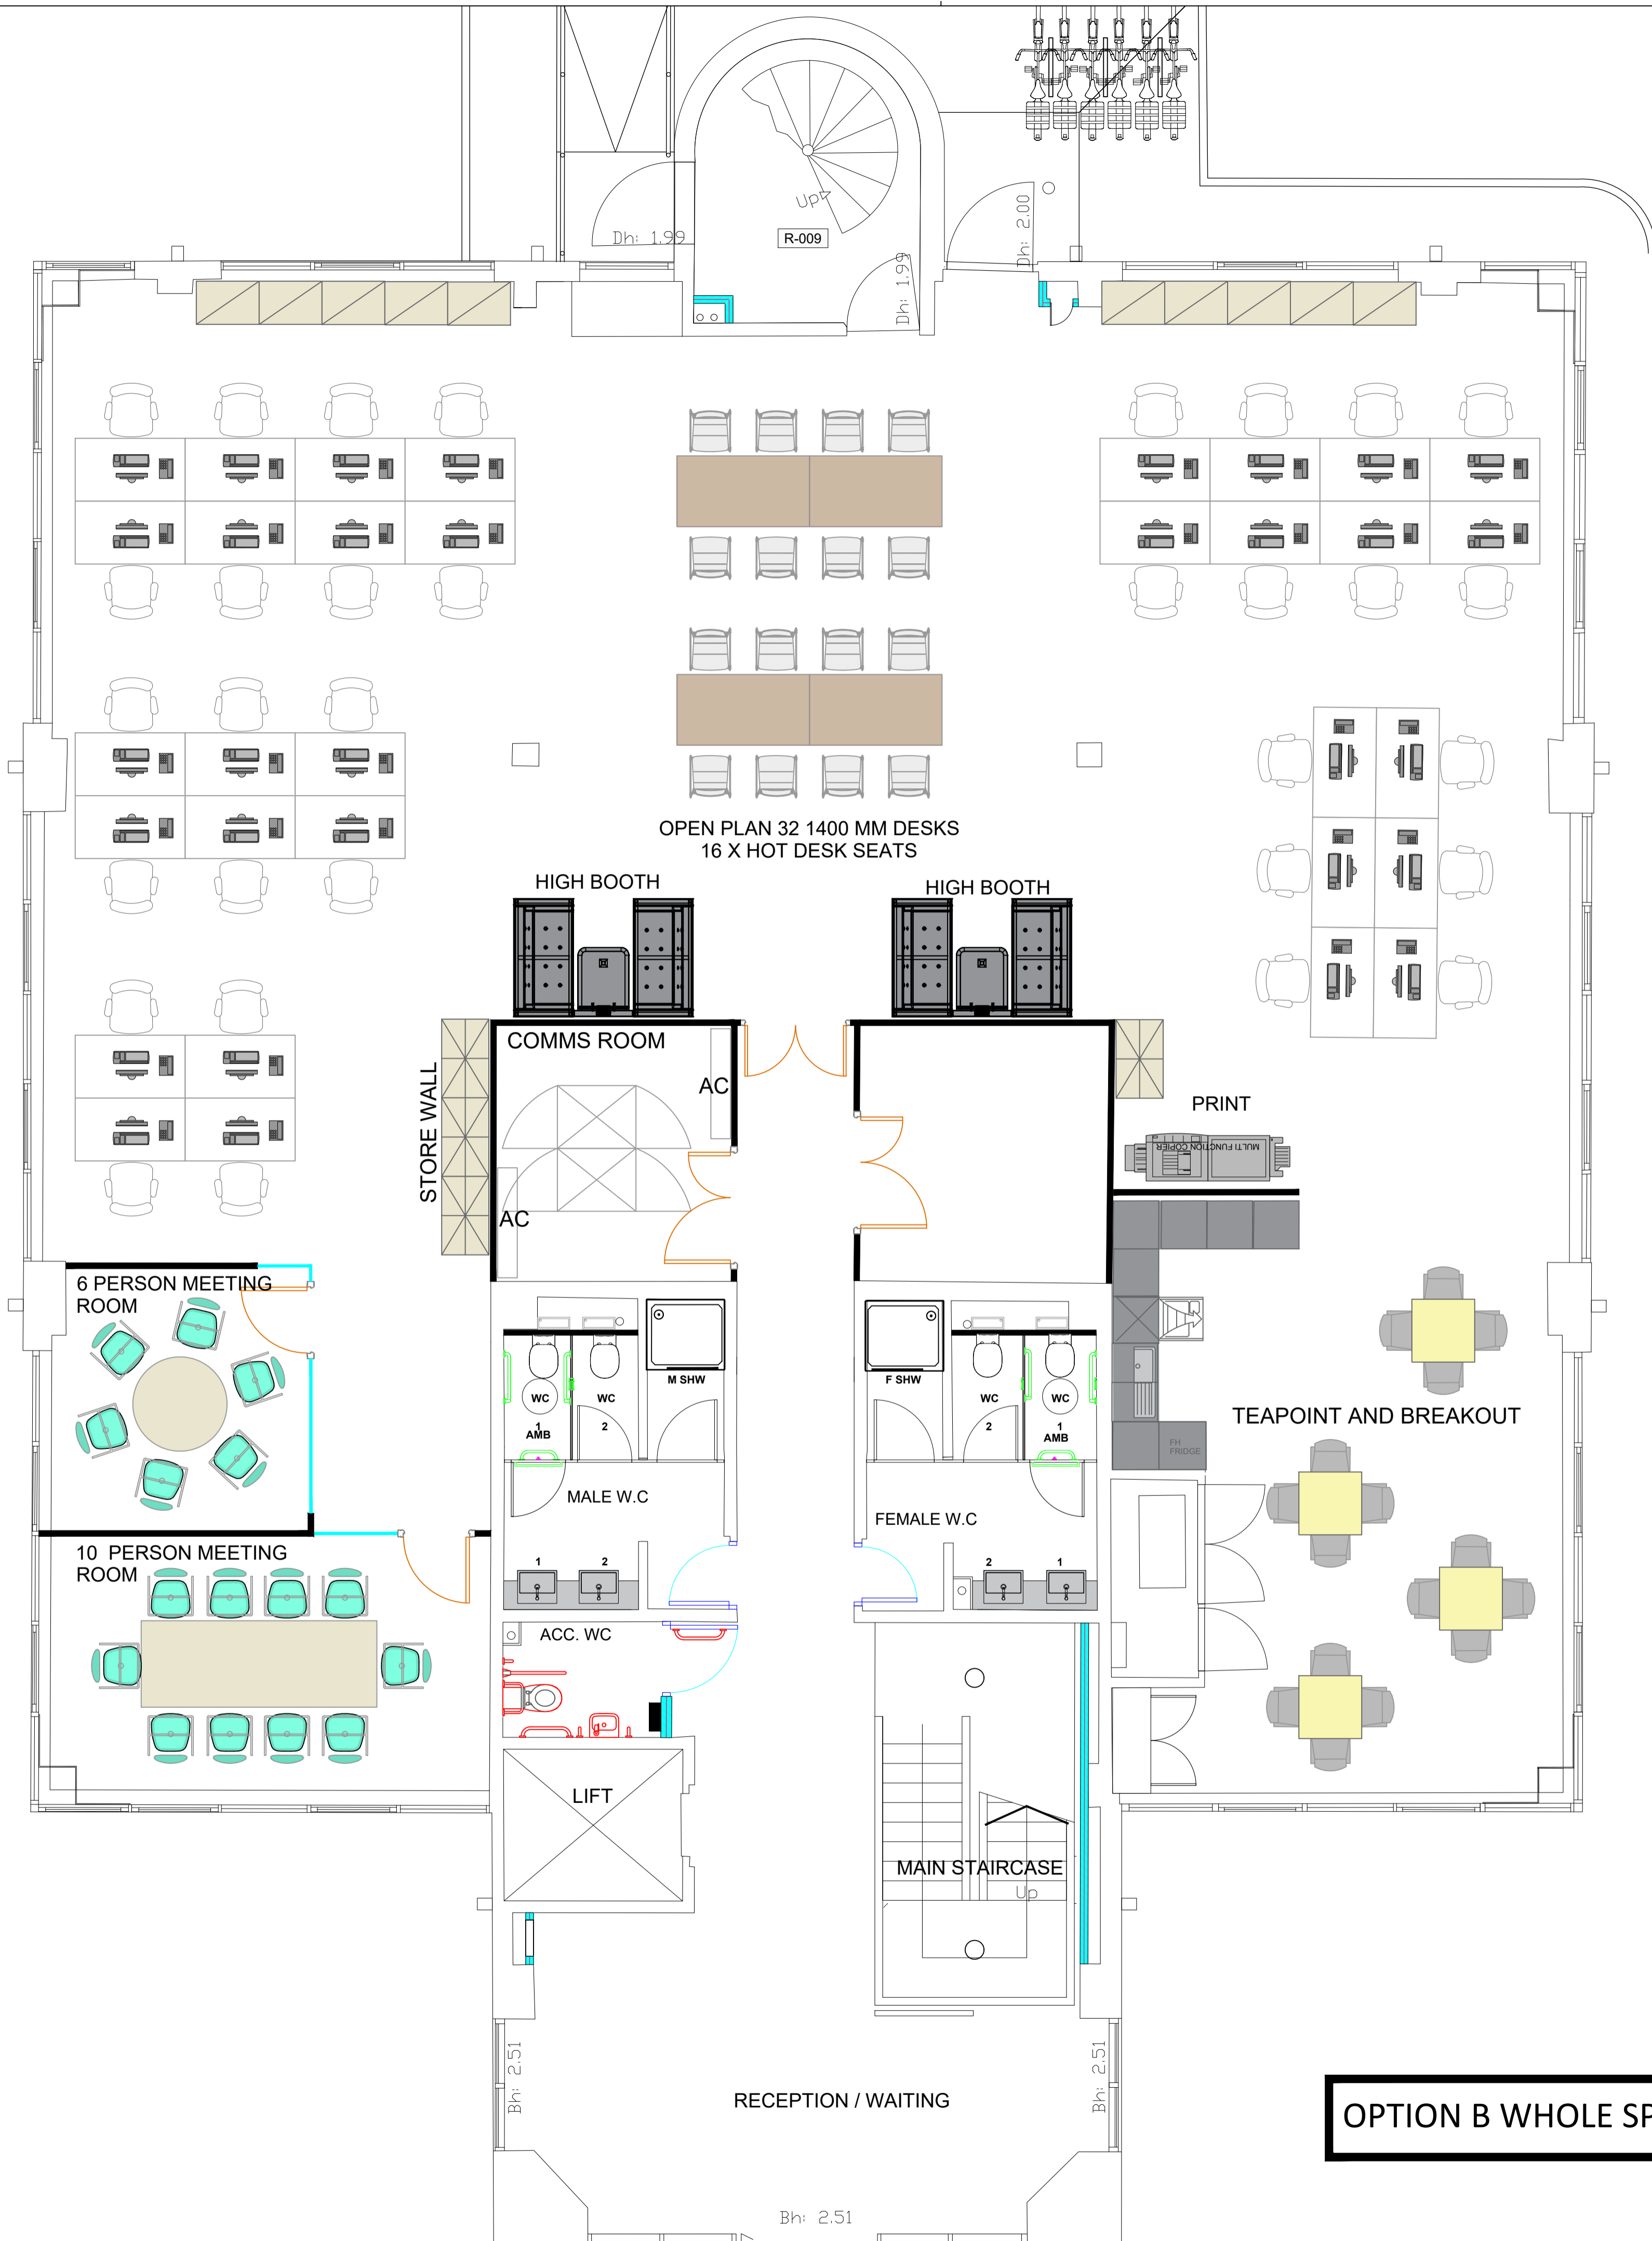 Up
Dh: 1.99
R-009
Dh: 1.99
Dh: 2.00
OPEN PLAN 32 1400 MM DESKS
16 X HOT DESK SEATS
HIGH BOOTH
HIGH BOOTH
COMMS ROOM
AC
AC
STORE WALL
PRINT
MULTI FUNCTION COPIER
6 PERSON MEETING
ROOM
M SHW
F SHW
WC
1
AMB
WC
2
WC
2
WC
1
AMB
TEAPOINT AND BREAKOUT
FH
FRIDGE
MALE W.C
FEMALE W.C
10 PERSON MEETING
ROOM
1
2
2
1
ACC. WC
LIFT
MAIN STAIRCASE
Up
Bh: 2.51
Bh: 2.51
RECEPTION / WAITING
OPTION B WHOLE SP
Bh: 2.51